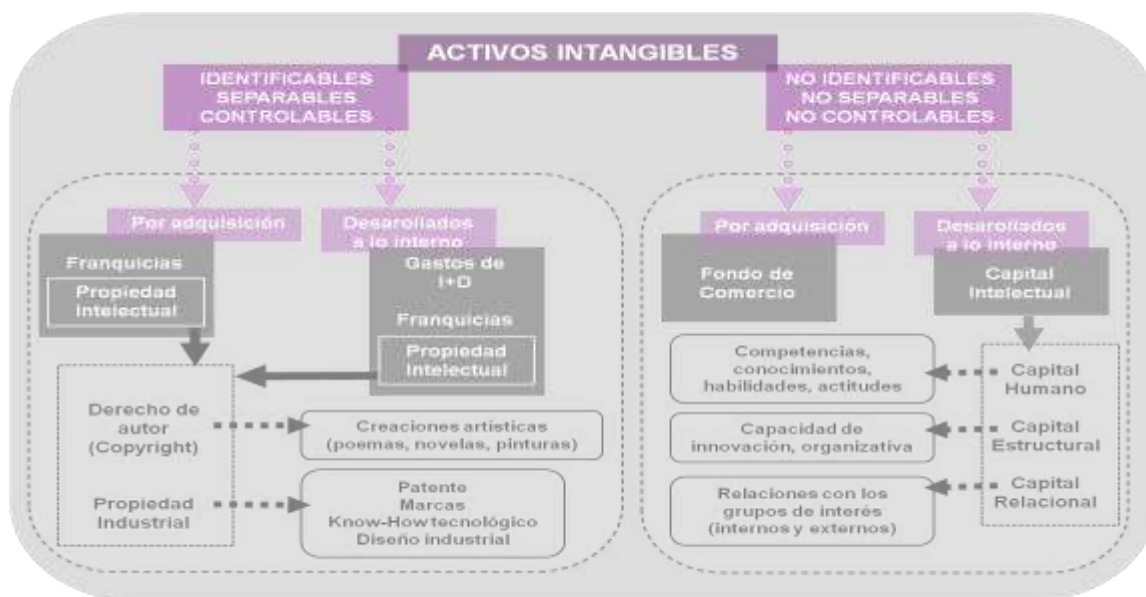 ACTIVOS INTANGIBLES
IDENTIFICABLES
SEPARABLES
CONTROLABLES
NO IDENTIFICABLES
NO SEPARABLES
NO CONTROLABLES
Por adquisición
Desarollados
a lo interno
Franquicias
Propiedad
Intelectual
Gastos de
I+D
Franquicias
Propiedad
Intelectual
Derecho de
autor
(Copyright)
Creaciones artísticas
(poemas, novelas, pinturas)
Propiedad
Industrial
Patente
Marcas
Know-How tecnológico
Diseño industrial
Por adquisición
Desarollados
a lo interno
Fondo de
Comercio
Capital
Intelectual
Competencias,
conocimientos,
habilidades, actitudes
Capital
Humano
Capacidad de
innovación, organizativa
Capital
Estructural
Relaciones con los
grupos de interés
(internos y externos)
Capital
Relacional